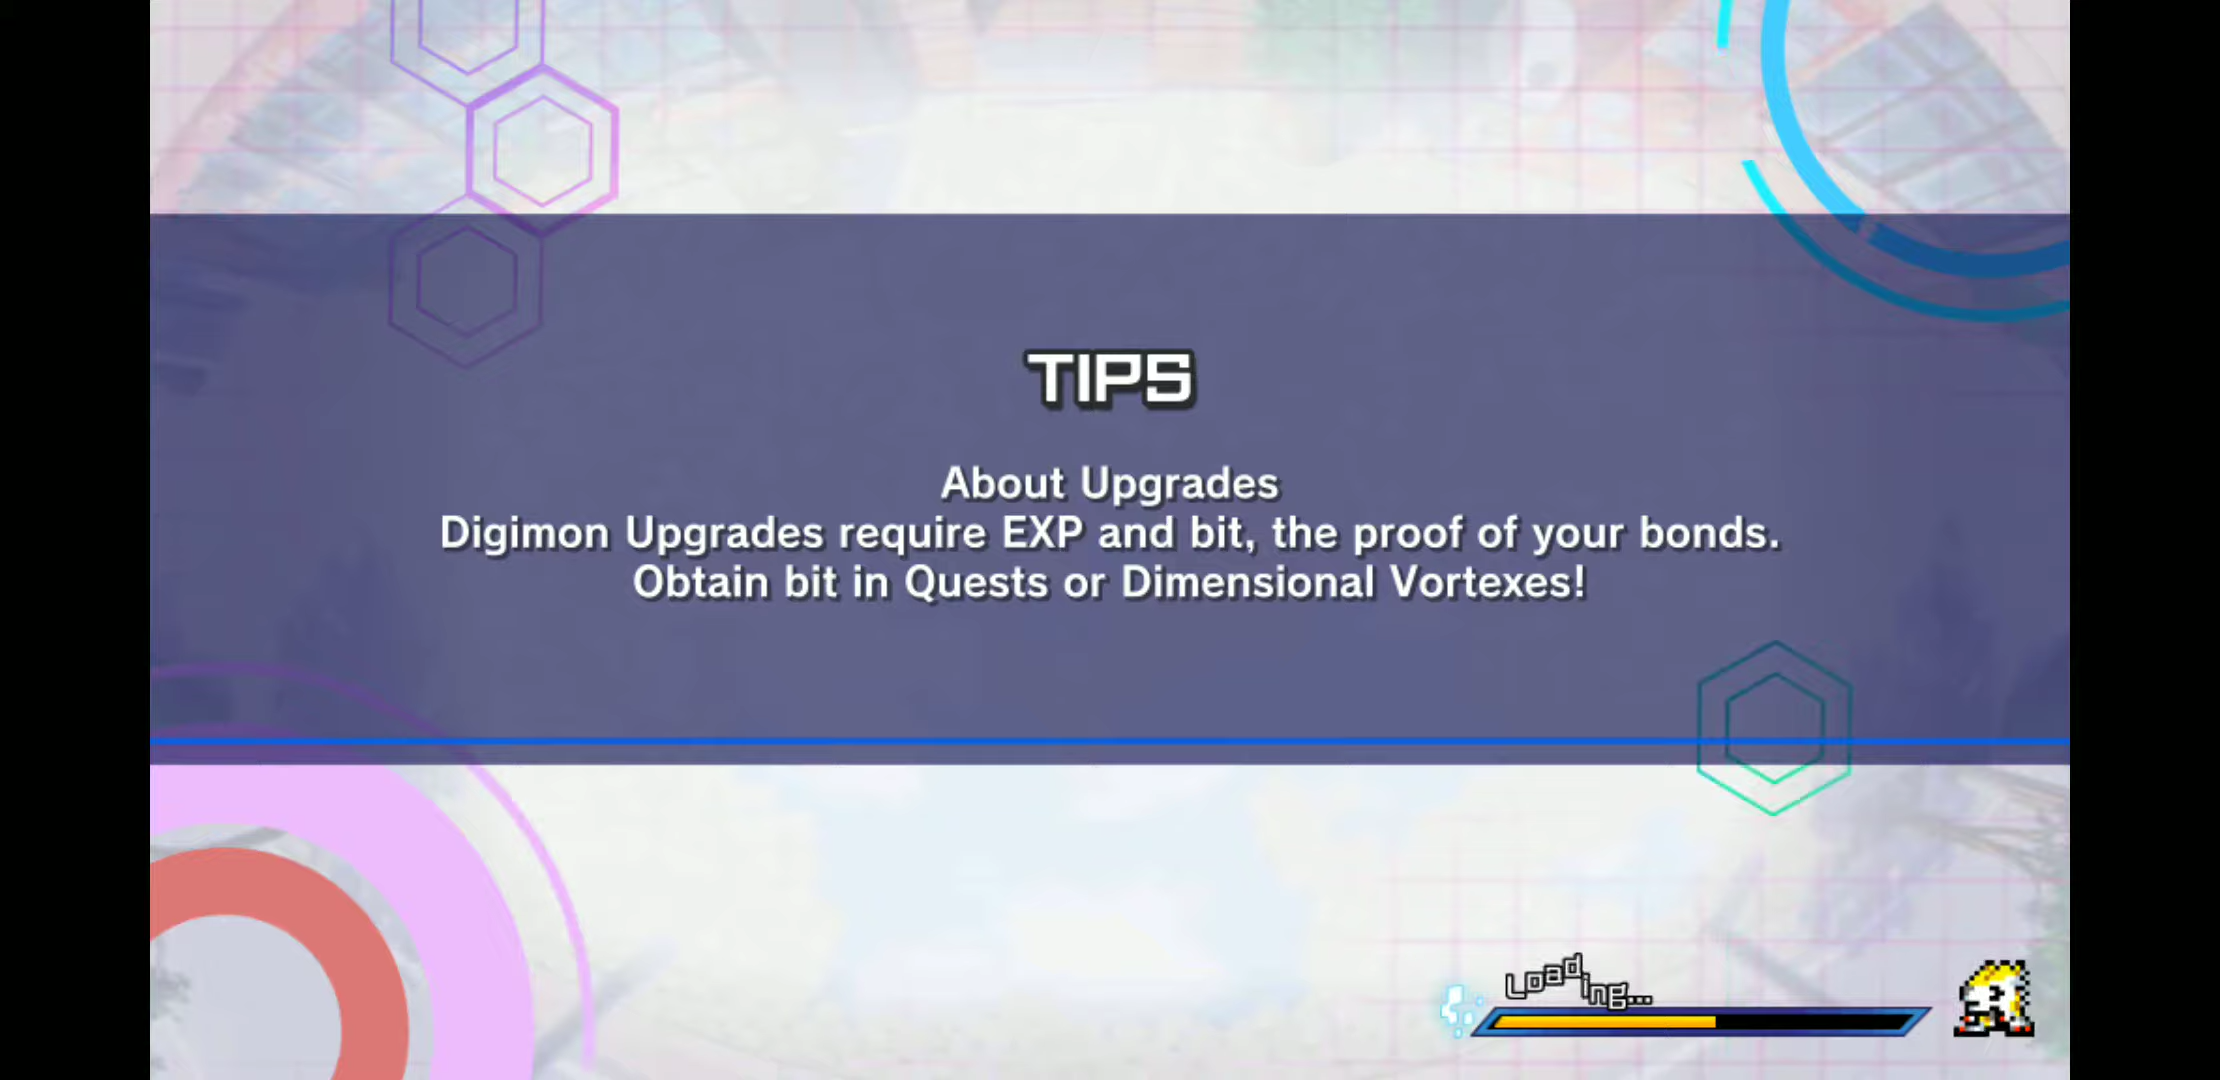 TIPS
About Upgrades
Digimon Upgrades require EXP and bit, the proof of your bonds.
Obtain bit in Quests or Dimensional Vortexes!
Loading...